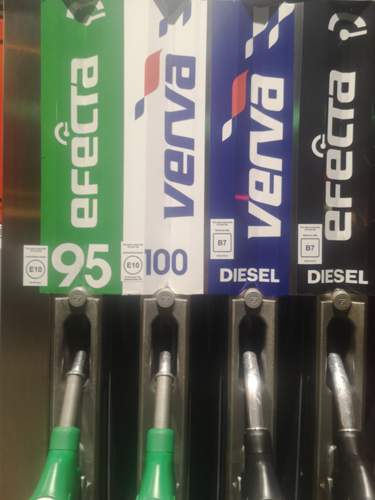 efecta
95
E10
verva
100
E10
verva
DIESEL
B7
efecta
DIESEL
B7